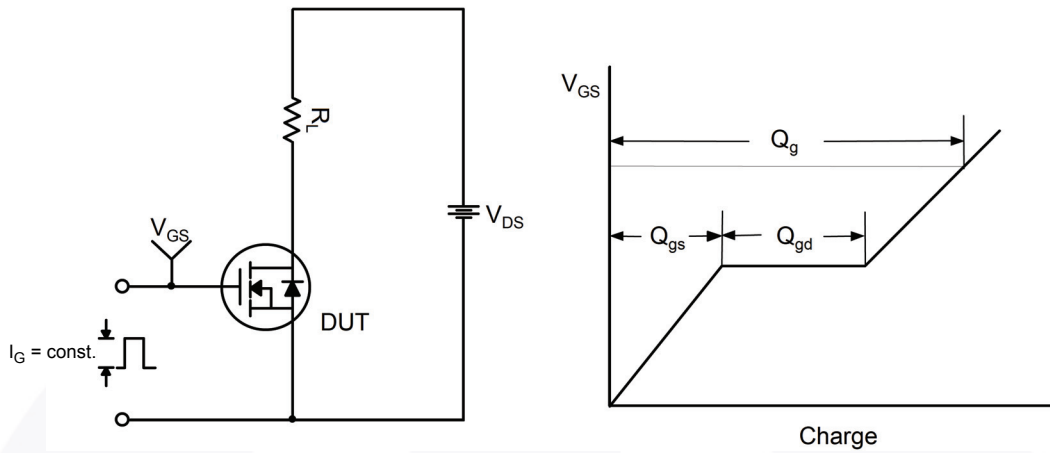 R_L
V_DS
V_GS
DUT
I_G = const.
V_GS
Q_g
Q_gs
Q_gd
Charge